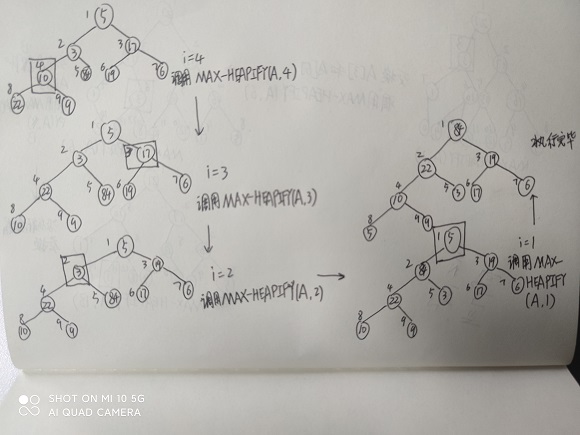 1 5
2 3 3 17
4 10 5 84 6 19 7 6
8 22 9 9
i=4
调用 MAX-HEAPIFY(A,4)
1 5
2 3 3 17
4 22 5 84 6 19 7 6
8 10 9 9
i=3
调用 MAX-HEAPIFY(A,3)
1 5
2 3 3 19
4 22 5 84 6 17 7 6
8 10 9 9
i=2
调用 MAX-HEAPIFY(A,2)
1 5
2 84 3 19
4 22 5 3 6 17 7 6
8 10 9 9
i=1
调用 MAX-
HEAPIFY
(A,1)
1 84
2 22 3 19
4 10 5 3 6 17 7 6
8 5 9 9
执行完毕
SHOT ON MI 10 5G
AI QUAD CAMERA